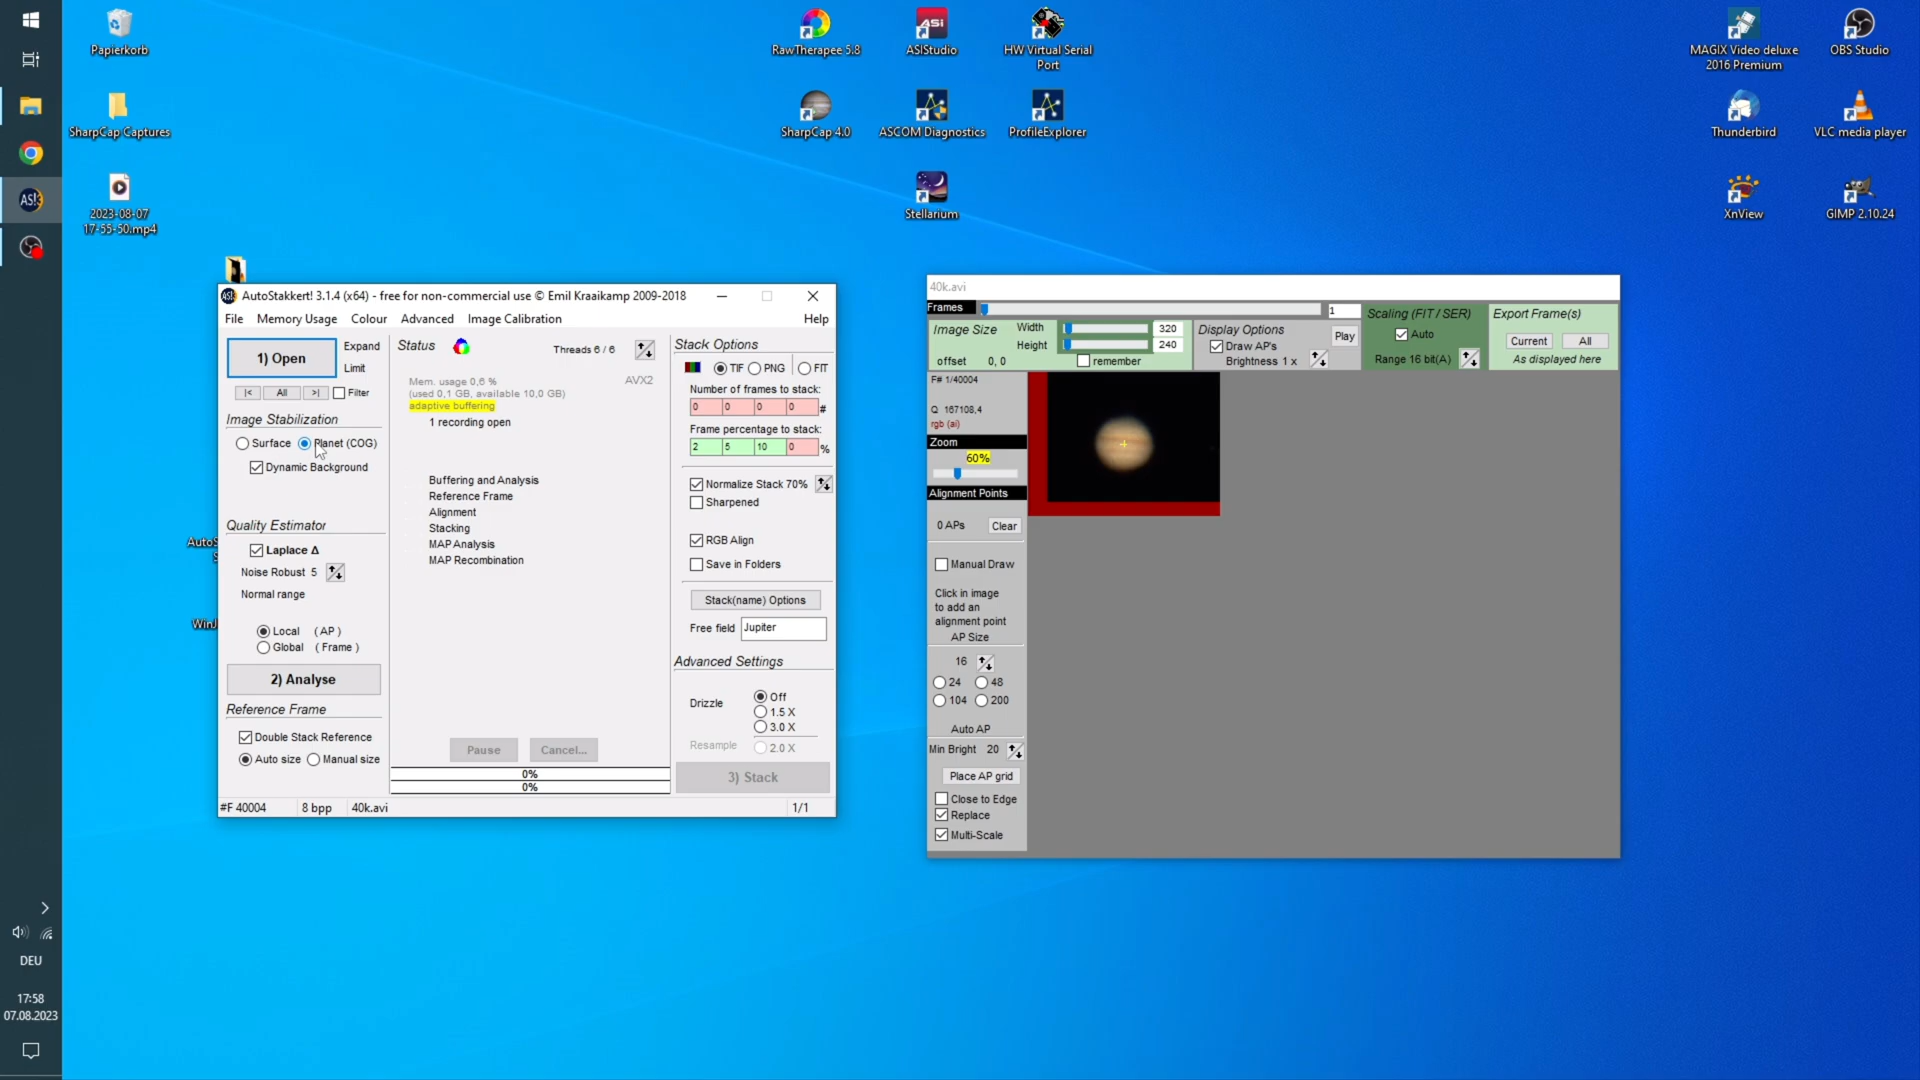 Papierkorb
SharpCap Captures
2023-08-07
17-55-50.mp4
RawTherapee 5.8
ASIStudio
HW Virtual Serial
Port
SharpCap 4.0
ASCOM Diagnostics
ProfileExplorer
Stellarium
MAGIX Video deluxe
2016 Premium
OBS Studio
Thunderbird
VLC media player
XnView
GIMP 2.10.24
ASi
AS!3
AutoS
WinJ
AS!3 AutoStakkert! 3.1.4 (x64) - free for non-commercial use © Emil Kraaikamp 2009-2018
File Memory Usage Colour Advanced Image Calibration Help
1) Open
Expand
Limit
|< All >| Filter
Image Stabilization
Surface Planet (COG)
Dynamic Background
Quality Estimator
Laplace Δ
Noise Robust 5
Normal range
Local (AP)
Global (Frame)
2) Analyse
Reference Frame
Double Stack Reference
Auto size Manual size
Status
Threads 6 / 6
Mem. usage 0,6 % AVX2
(used 0,1 GB, available 10,0 GB)
adaptive buffering
1 recording open
Buffering and Analysis
Reference Frame
Alignment
Stacking
MAP Analysis
MAP Recombination
Pause Cancel...
0%
0%
Stack Options
TIF PNG FIT
Number of frames to stack:
0 0 0 0 #
Frame percentage to stack:
2 5 10 0 %
Normalize Stack 70%
Sharpened
RGB Align
Save in Folders
Stack(name) Options
Free field Jupiter
Advanced Settings
Drizzle
Off
1.5 X
3.0 X
Resample 2.0 X
3) Stack
#F 40004 8 bpp 40k.avi 1/1
40k.avi
Frames 1
Image Size Width 320
Height 240
offset 0, 0 remember
Display Options
Draw AP's
Brightness 1 x
Play
Scaling (FIT / SER)
Auto
Range 16 bit(A)
Export Frame(s)
Current All
As displayed here
F# 1/40004
Q 167108,4
rgb (ai)
Zoom
60%
Alignment Points
0 APs Clear
Manual Draw
Click in image
to add an
alignment point
AP Size
16
24 48
104 200
Auto AP
Min Bright 20
Place AP grid
Close to Edge
Replace
Multi-Scale
DEU
17:58
07.08.2023